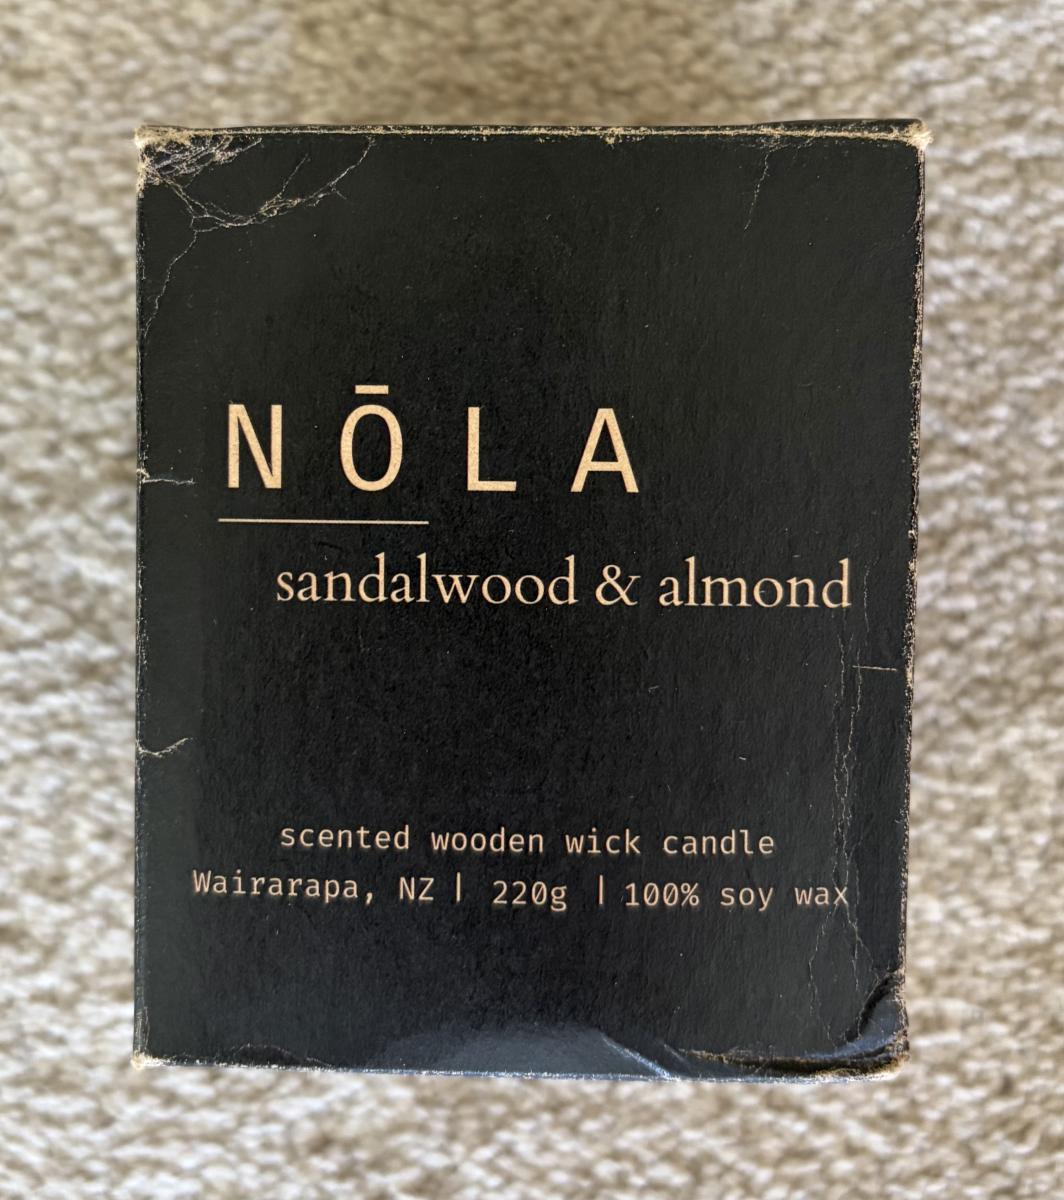 NŌLA
sandalwood & almond
scented wooden wick candle
Wairarapa, NZ | 220g | 100% soy wax